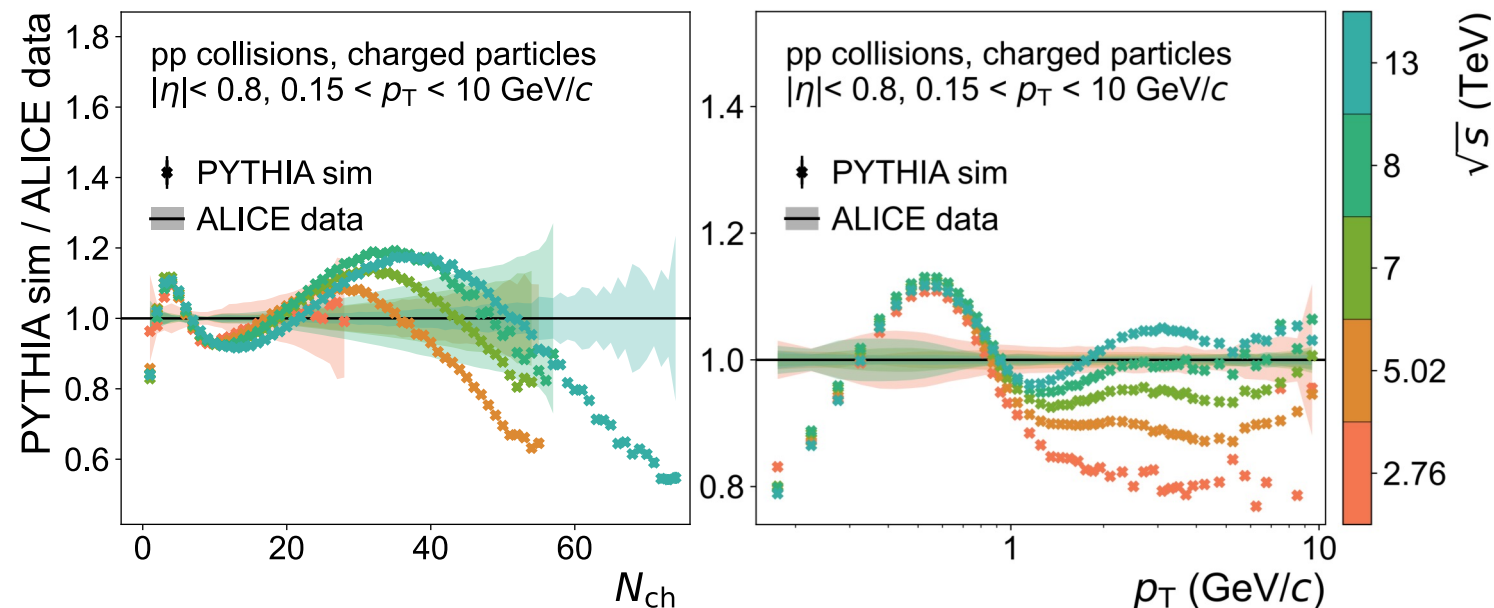 PYTHIA sim / ALICE data
1.8
1.6
1.4
1.2
1.0
0.8
0.6
pp collisions, charged particles
|η|< 0.8, 0.15 < pT < 10 GeV/c
PYTHIA sim
ALICE data
0
20
40
60
Nch
1.4
1.2
1.0
0.8
pp collisions, charged particles
|η|< 0.8, 0.15 < pT < 10 GeV/c
PYTHIA sim
ALICE data
1
10
pT (GeV/c)
13
8
7
5.02
2.76
√s (TeV)